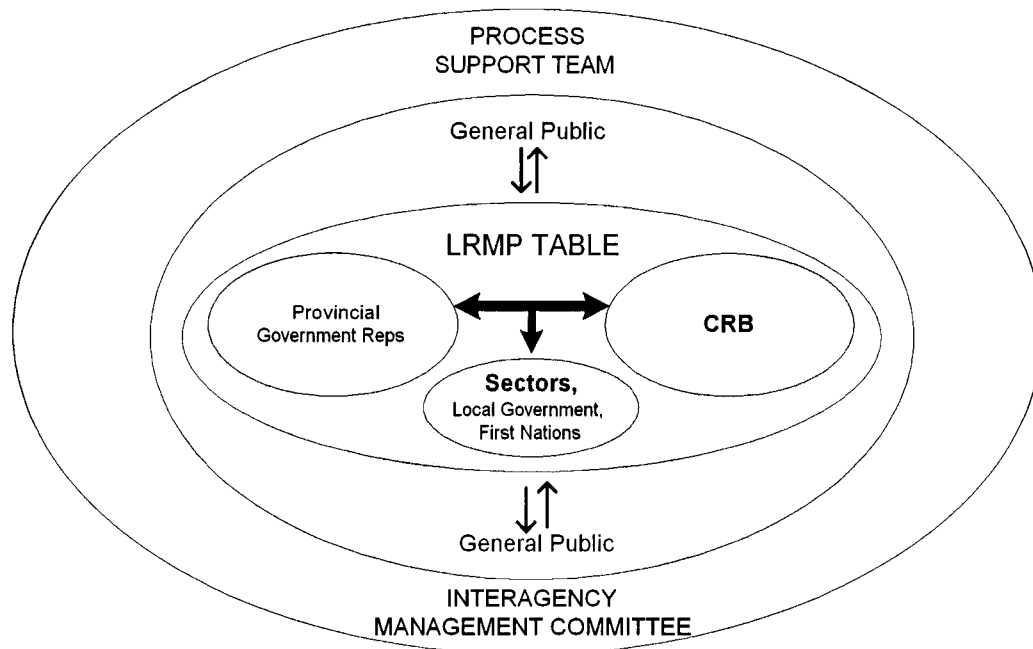 PROCESS
SUPPORT TEAM
General Public
LRMP TABLE
Provincial
Government Reps
CRB
Sectors,
Local Government,
First Nations
General Public
INTERAGENCY
MANAGEMENT COMMITTEE